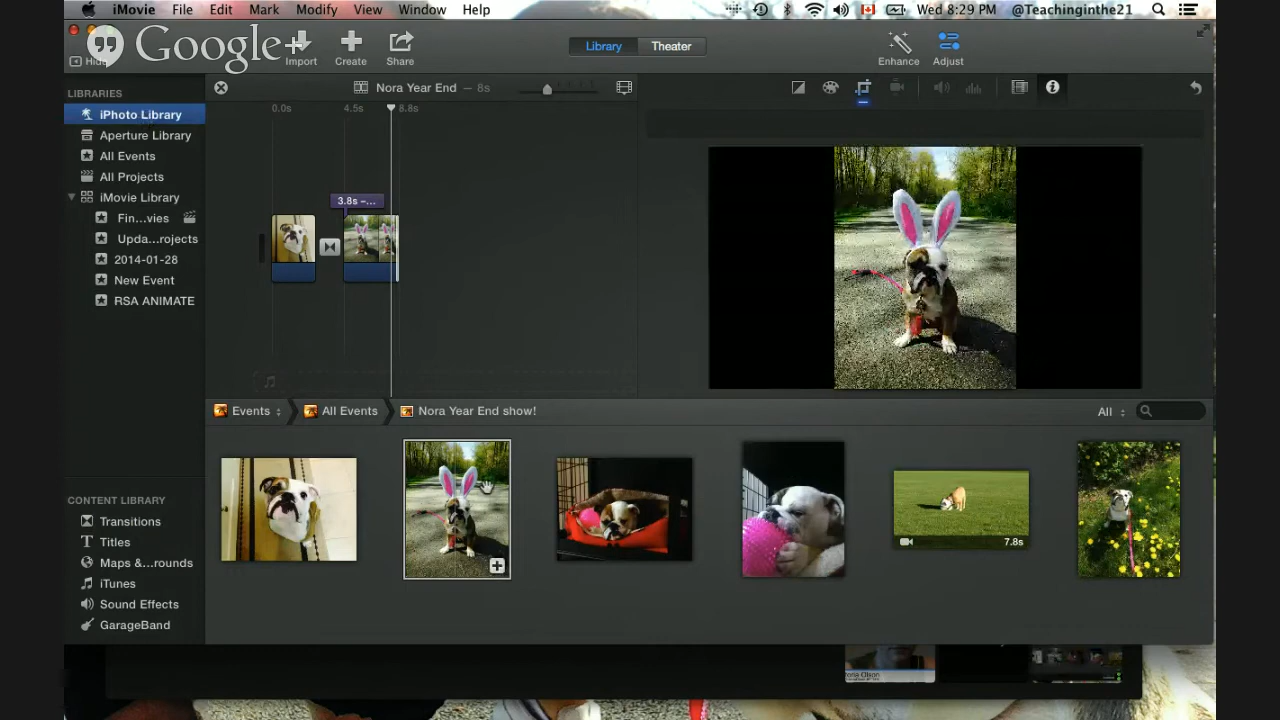 iMovie File Edit Mark Modify View Window Help Wed 8:29 PM @Teachinginthe21
Google+
Hide Import Create Share Library Theater Enhance Adjust
LIBRARIES
iPhoto Library
Aperture Library
All Events
All Projects
iMovie Library
Fin...vies
Upda...rojects
2014-01-28
New Event
RSA ANIMATE
CONTENT LIBRARY
Transitions
Titles
Maps &...rounds
iTunes
Sound Effects
GarageBand
Nora Year End – 8s
0.0s 4.5s 8.8s
3.8s –...
Events All Events Nora Year End show! All
7.8s
Olson